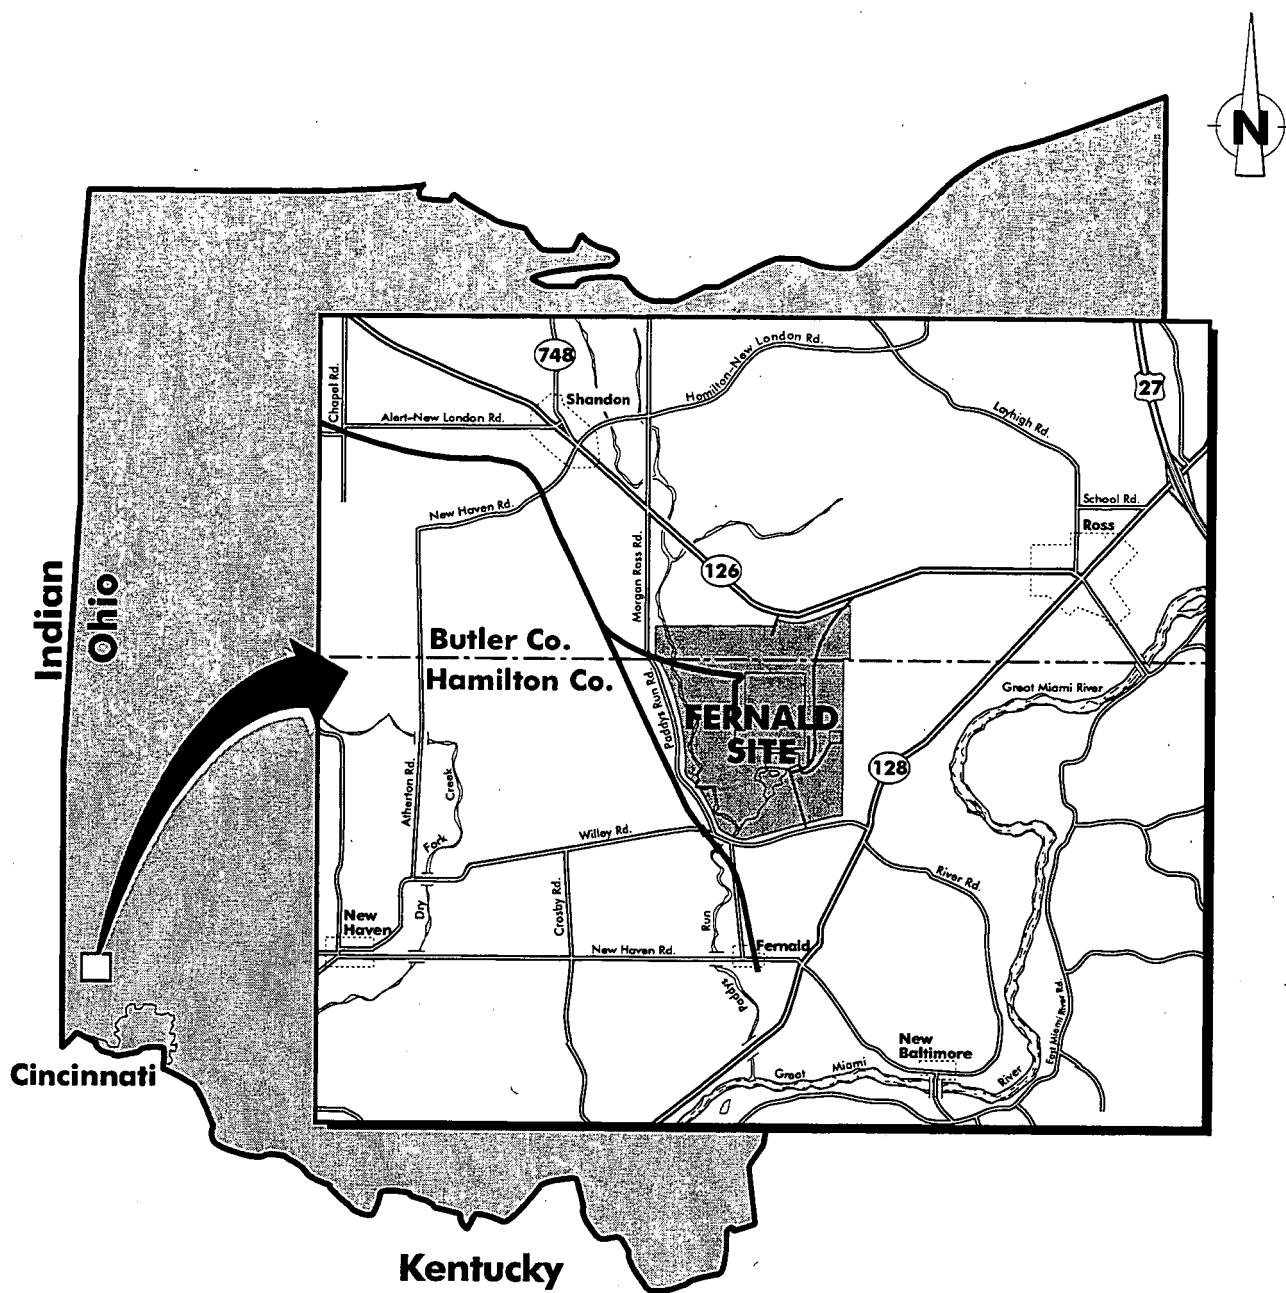 N
748
Shandon
Hamilton-New London Rd.
27
Chapel Rd.
Alert-New London Rd.
Layhigh Rd.
New Haven Rd.
School Rd.
Ross
Morgan Ross Rd.
126
Indian
Ohio
Butler Co.
Hamilton Co.
Great Miami River
Paddys Run Rd.
FERNALD
SITE
128
Atherton Rd.
Creek
Fork
Dry
Willey Rd.
River Rd.
Crosby Rd.
New
Haven
Run
Paddys
New Haven Rd.
Fernald
East Miami River Rd.
New
Baltimore
Great
Miami
River
Cincinnati
Kentucky